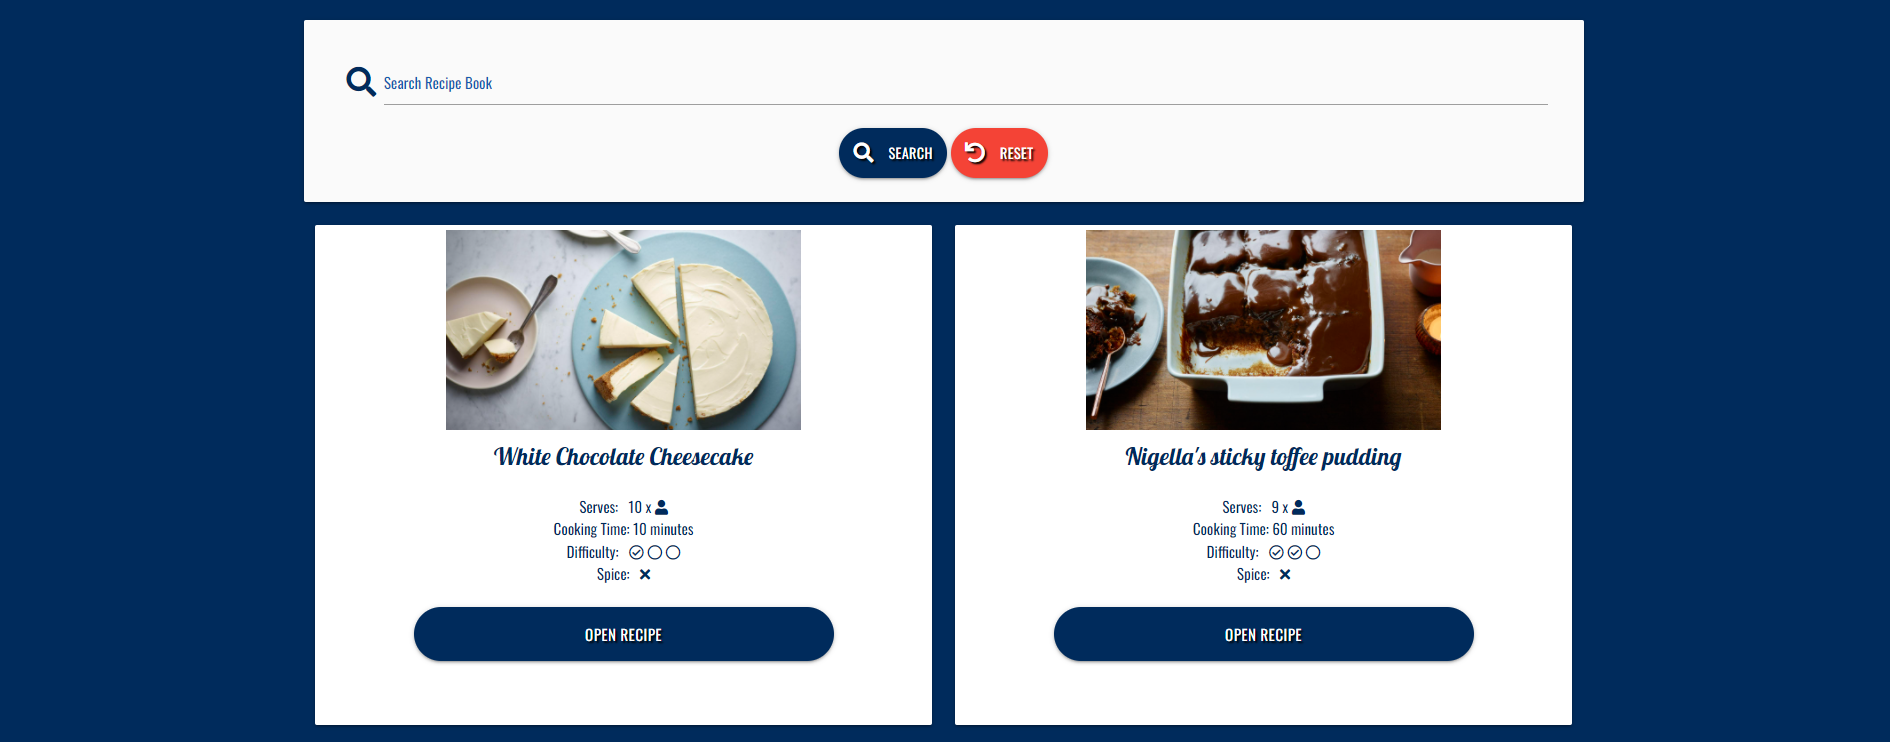 Search Recipe Book
SEARCH
RESET
White Chocolate Cheesecake
Serves: 10 x
Cooking Time: 10 minutes
Difficulty:
Spice:
OPEN RECIPE
Nigella's sticky toffee pudding
Serves: 9 x
Cooking Time: 60 minutes
Difficulty:
Spice:
OPEN RECIPE